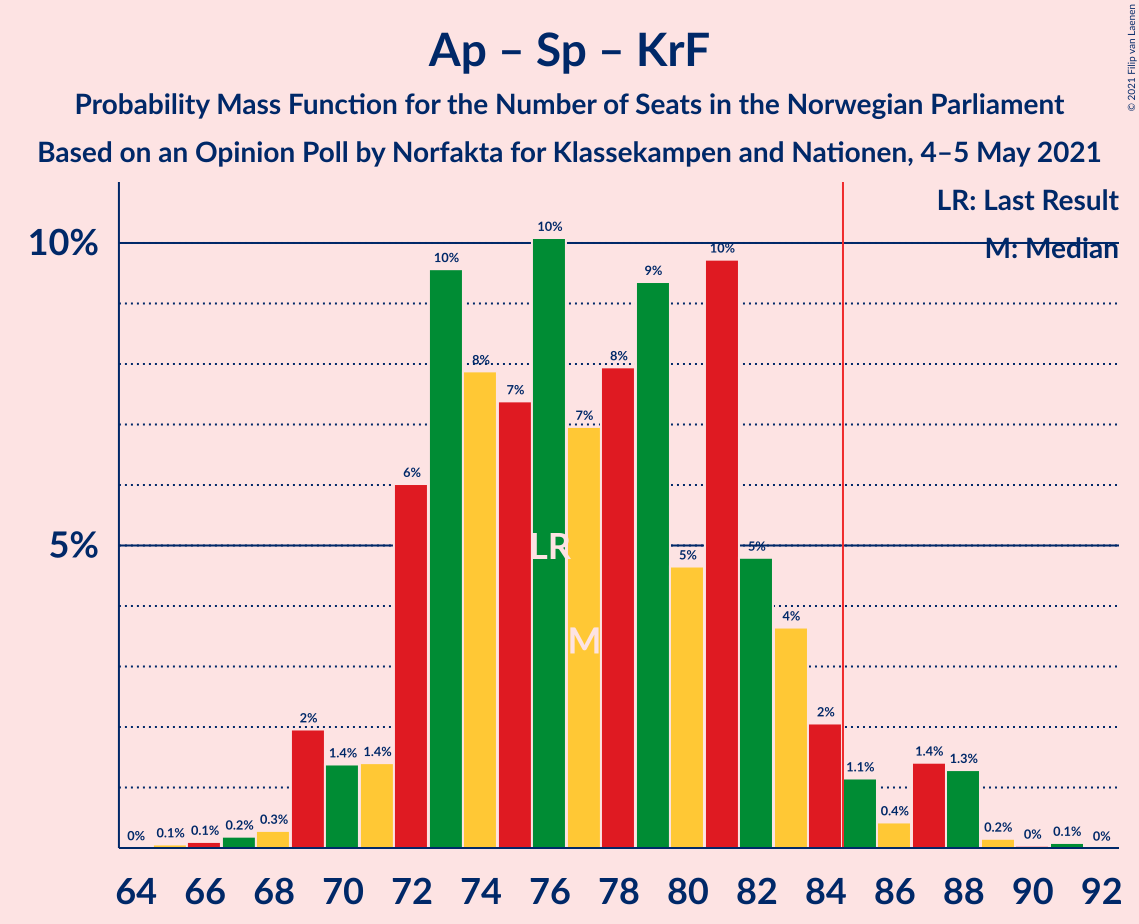 © 2021 Filip van Laenen
Ap – Sp – KrF
Probability Mass Function for the Number of Seats in the Norwegian Parliament
Based on an Opinion Poll by Norfakta for Klassekampen and Nationen, 4–5 May 2021
LR: Last Result
M: Median
10%
5%
0% 0.1% 0.1% 0.2% 0.3% 2% 1.4% 1.4% 6% 10% 8% 7% 10% 7% 8% 9% 5% 10% 5% 4% 2% 1.1% 0.4% 1.4% 1.3% 0.2% 0% 0.1% 0%
LR
M
64 66 68 70 72 74 76 78 80 82 84 86 88 90 92